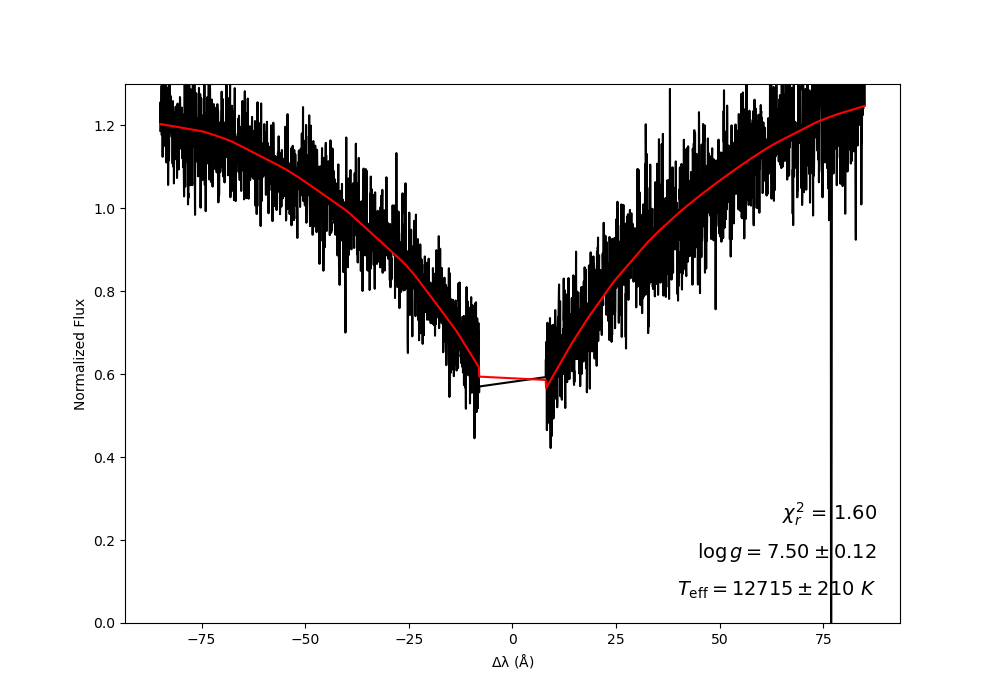 1.2
1.0
0.8
0.6
0.4
0.2
0.0
Normalized Flux
χ²ᵣ = 1.60
log g = 7.50 ± 0.12
T_eff = 12715 ± 210 K
−75 −50 −25 0 25 50 75
Δλ (Å)